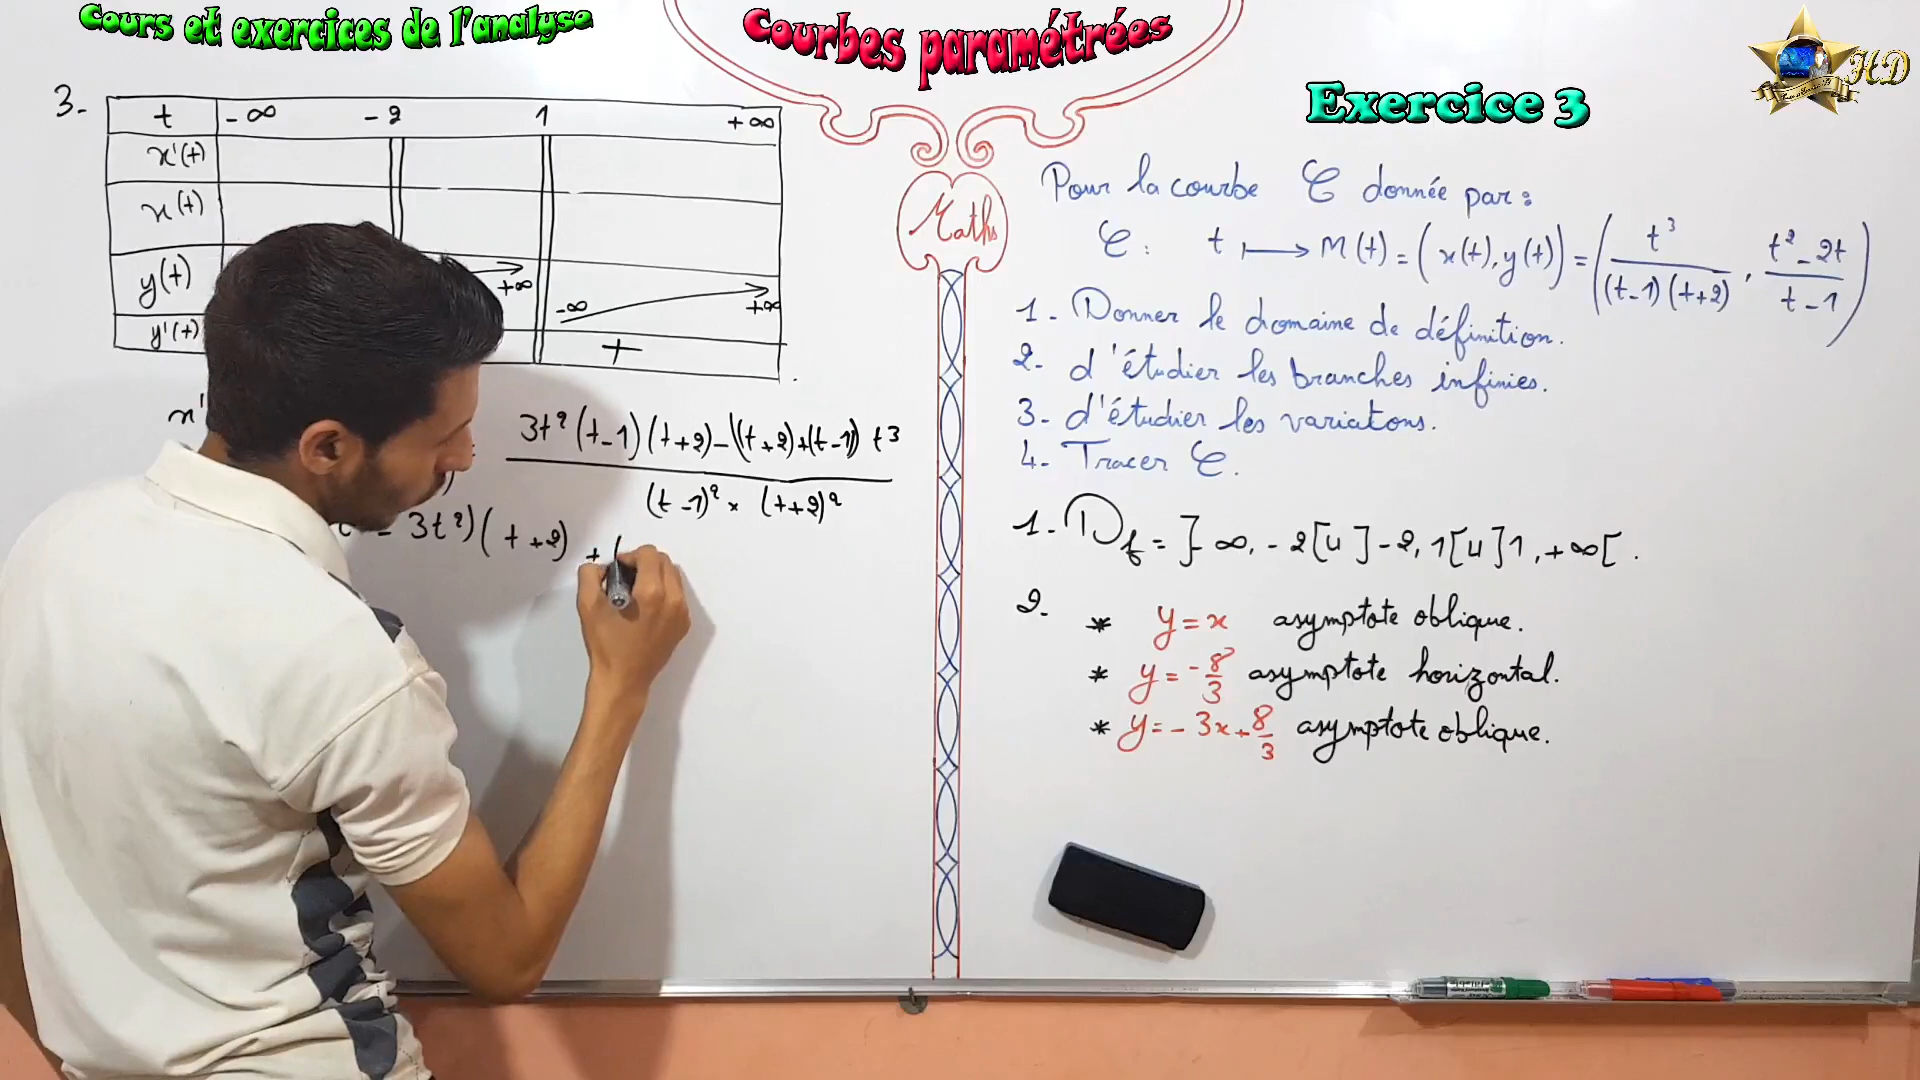 Cours et exercices de l'analyse
Courbes paramétrées
HD
Exercice 3
3-
t -∞ -2 1 +∞
x'(t)
x(t)
y(t) +∞ -∞ +∞
y'(t) +
x'
3t²(t-1)(t+2)-((t+2)+(t-1)) t³
(t-1)² × (t+2)²
- 3t²)(t+2) + (
Maths
Pour la courbe C donnée par :
C : t ⟼ M(t) = (x(t), y(t)) = (t³/((t-1)(t+2)), (t²-2t)/(t-1))
1- Donner le domaine de définition.
2- d'étudier les branches infinies.
3- d'étudier les variatons.
4- Tracer C.
1- D_f = ]-∞, -2[ U ]-2, 1[ U ]1, +∞[ .
2-
* y = x asymptote oblique.
* y = -8/3 asymptote horizontal.
* y = -3x + 8/3 asymptote oblique.